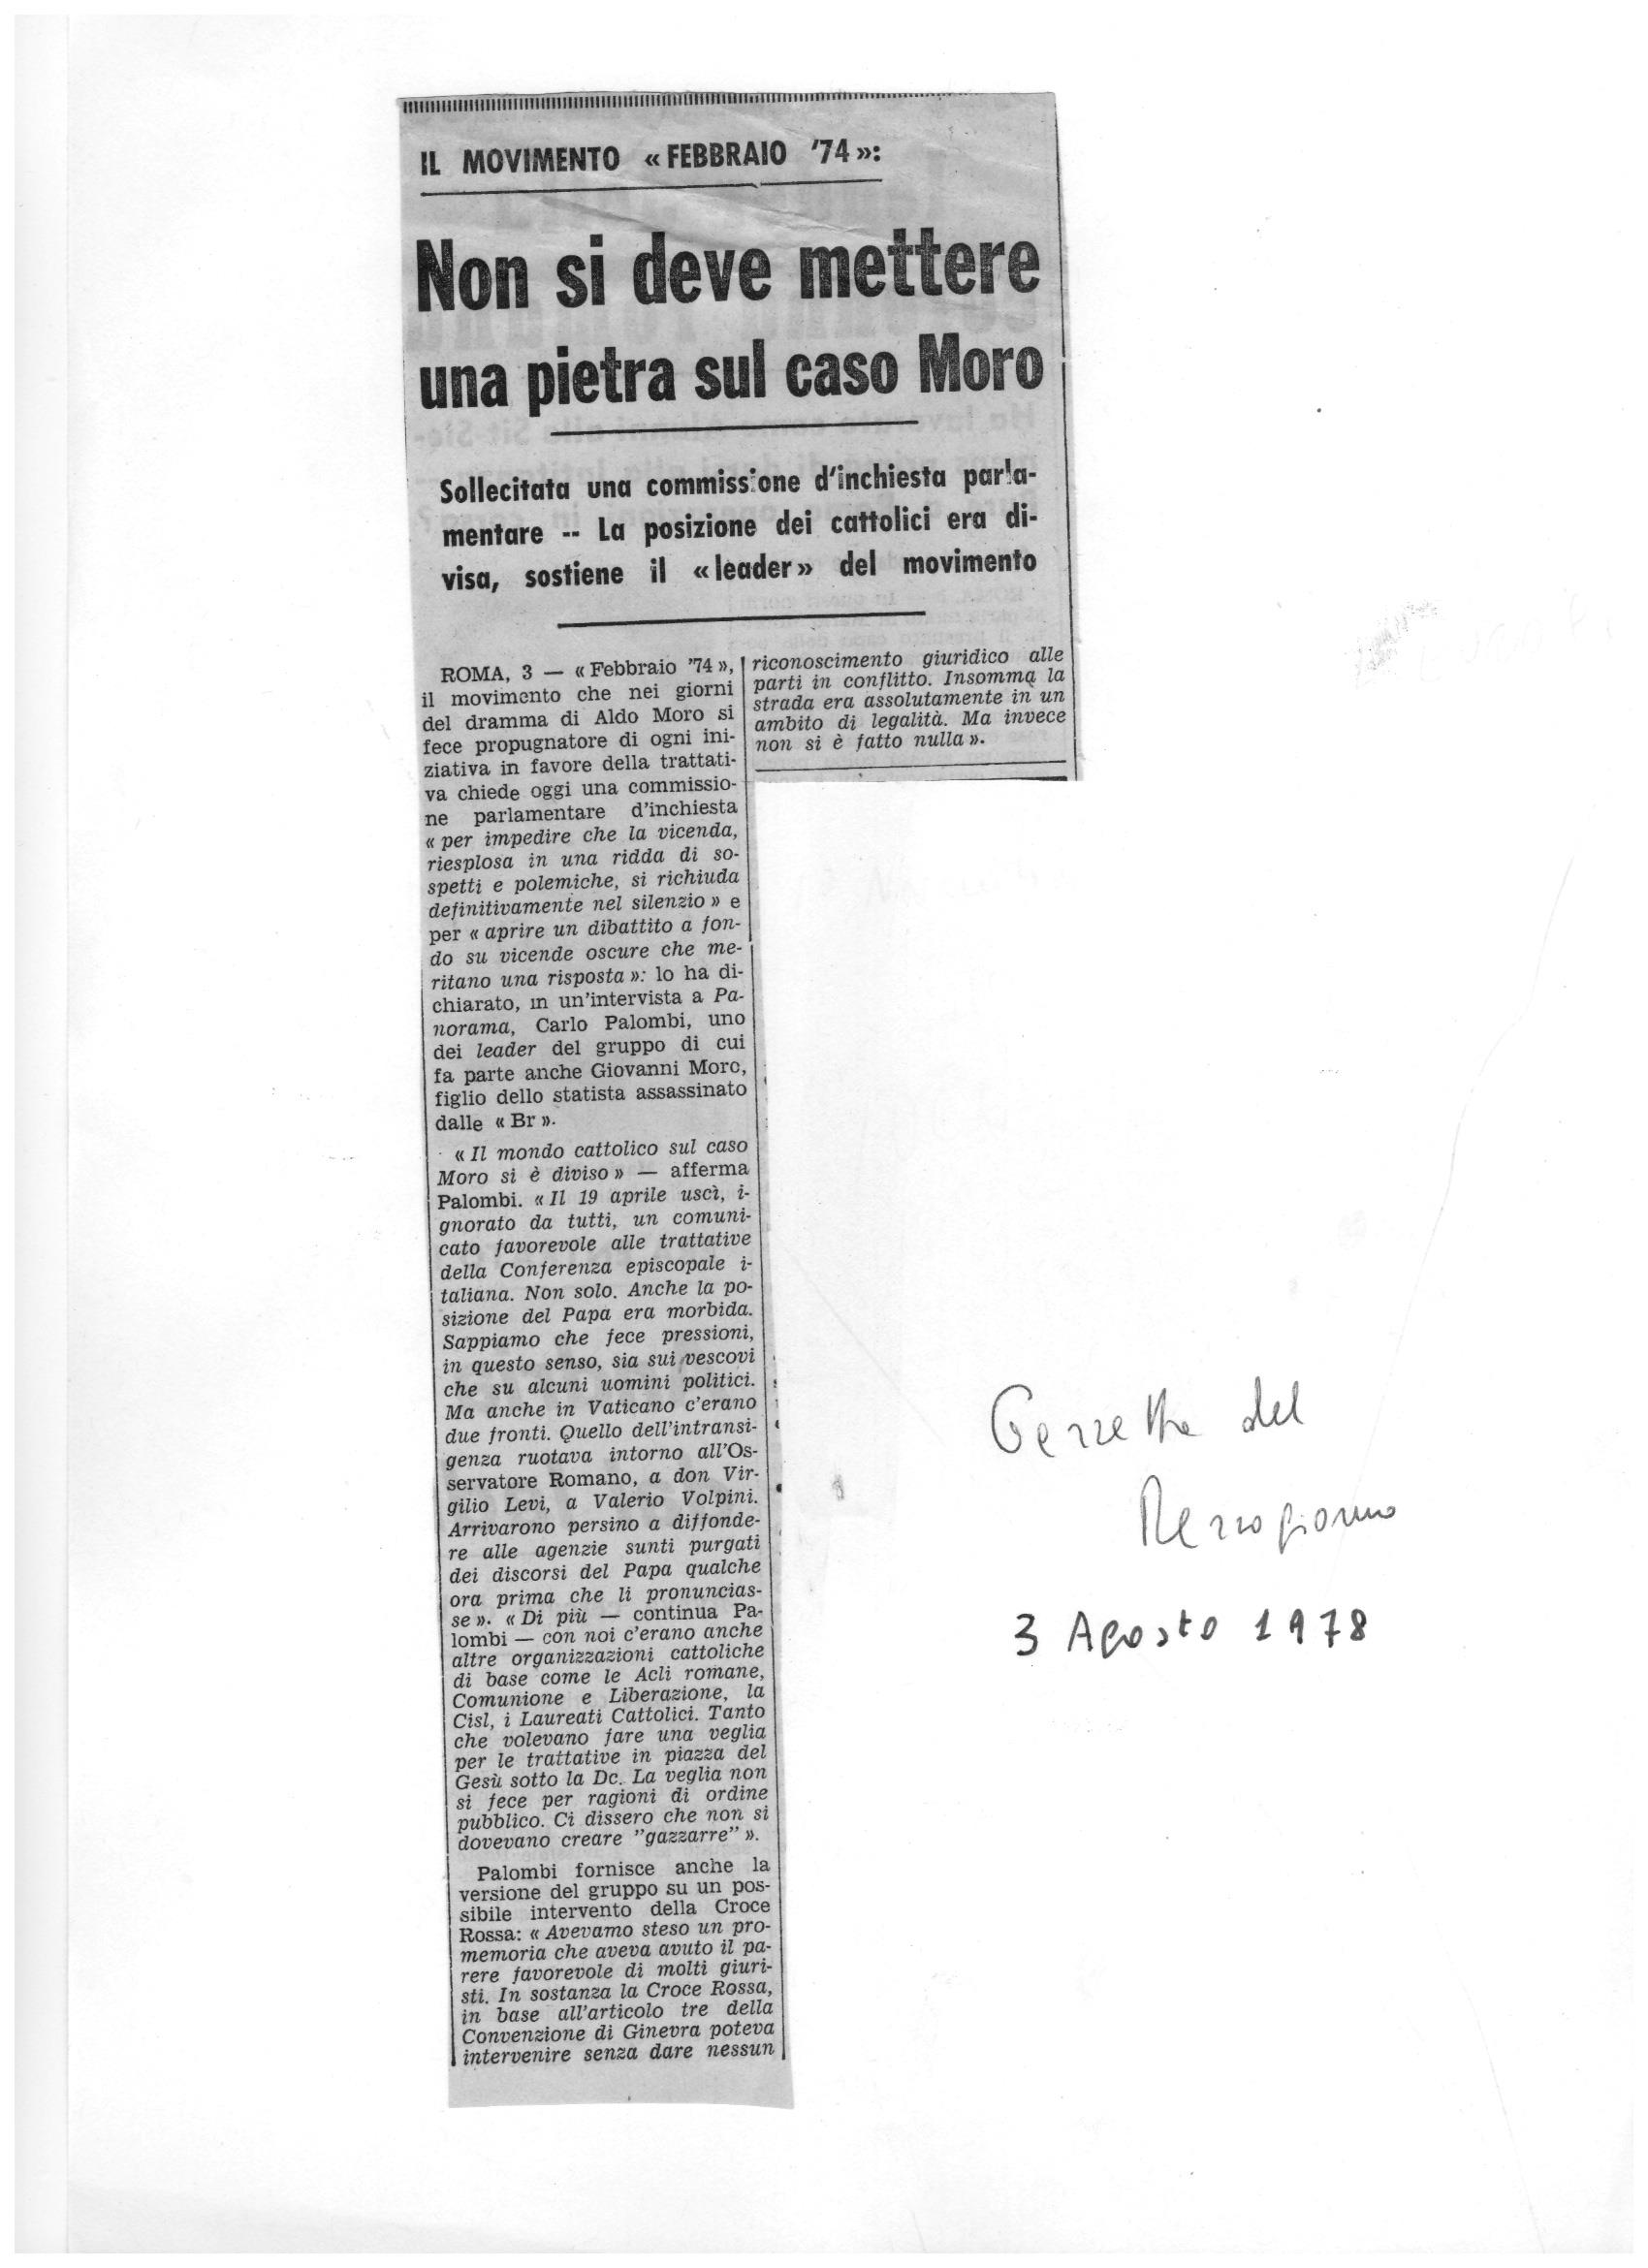 IL MOVIMENTO « FEBBRAIO '74 »:
Non si deve mettere
una pietra sul caso Moro
Sollecitata una commissione d'inchiesta parla-
mentare -- La posizione dei cattolici era di-
visa, sostiene il «leader» del movimento
ROMA, 3 — « Febbraio '74 »,
il movimento che nei giorni
del dramma di Aldo Moro si
fece propugnatore di ogni ini-
ziativa in favore della trattati-
va chiede oggi una commissio-
ne parlamentare d'inchiesta
« per impedire che la vicenda,
riesplosa in una ridda di so-
spetti e polemiche, si richiuda
definitivamente nel silenzio » e
per « aprire un dibattito a fon-
do su vicende oscure che me-
ritano una risposta »: lo ha di-
chiarato, in un'intervista a Pa-
norama, Carlo Palombi, uno
dei leader del gruppo di cui
fa parte anche Giovanni Moro,
figlio dello statista assassinato
dalle « Br ».
« Il mondo cattolico sul caso
Moro si è diviso » — afferma
Palombi. « Il 19 aprile uscì, i-
gnorato da tutti, un comuni-
cato favorevole alle trattative
della Conferenza episcopale i-
taliana. Non solo. Anche la po-
sizione del Papa era morbida.
Sappiamo che fece pressioni,
in questo senso, sia sui vescovi
che su alcuni uomini politici.
Ma anche in Vaticano c'erano
due fronti. Quello dell'intransi-
genza ruotava intorno all'Os-
servatore Romano, a don Vir-
gilio Levi, a Valerio Volpini.
Arrivarono persino a diffonde-
re alle agenzie sunti purgati
dei discorsi del Papa qualche
ora prima che li pronuncias-
se ». « Di più — continua Pa-
lombi — con noi c'erano anche
altre organizzazioni cattoliche
di base come le Acli romane,
Comunione e Liberazione, la
Cisl, i Laureati Cattolici. Tanto
che volevano fare una veglia
per le trattative in piazza del
Gesù sotto la Dc. La veglia non
si fece per ragioni di ordine
pubblico. Ci dissero che non si
dovevano creare "gazzarre" ».
Palombi fornisce anche la
versione del gruppo su un pos-
sibile intervento della Croce
Rossa: « Avevamo steso un pro-
memoria che aveva avuto il pa-
rere favorevole di molti giuri-
sti. In sostanza la Croce Rossa,
in base all'articolo tre della
Convenzione di Ginevra poteva
intervenire senza dare nessun
riconoscimento giuridico alle
parti in conflitto. Insomma la
strada era assolutamente in un
ambito di legalità. Ma invece
non si è fatto nulla ».
Gazzetta del
Mezzogiorno
3 Agosto 1978